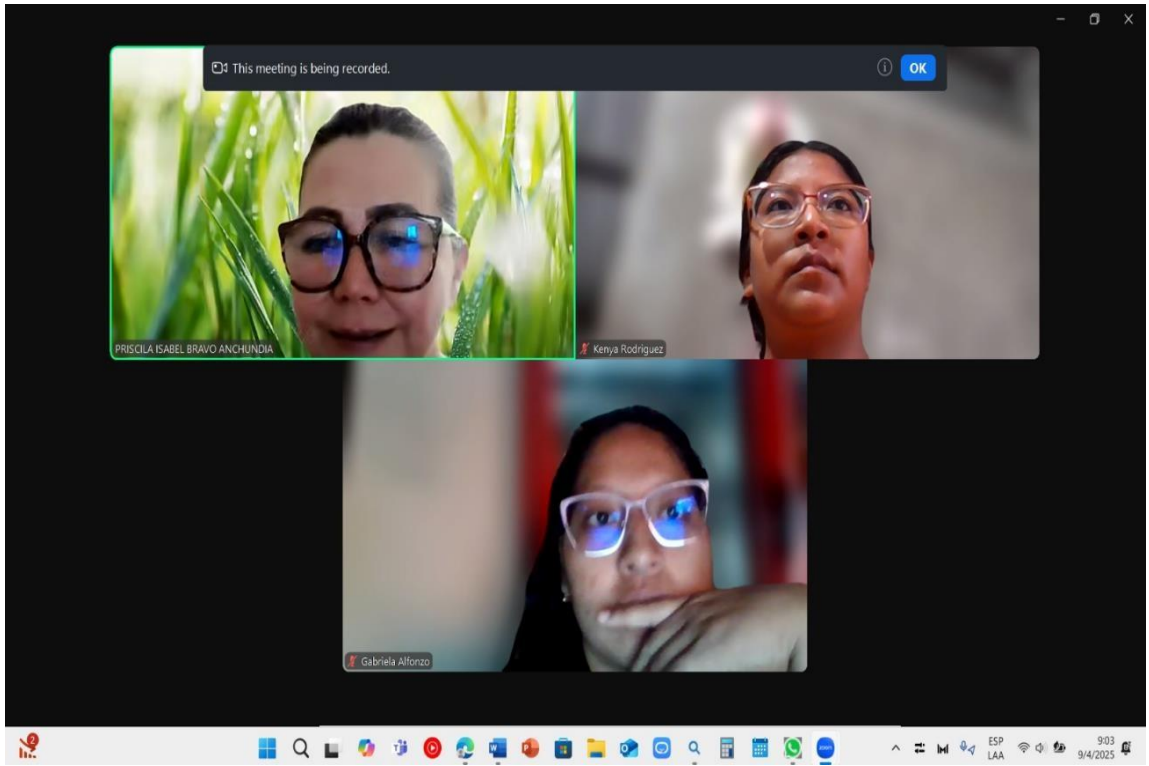 This meeting is being recorded.
OK
PRISCILA ISABEL BRAVO ANCHUNDIA
Kenya Rodriguez
Gabriela Alfonzo
2
ESP
LAA
9:03
9/4/2025